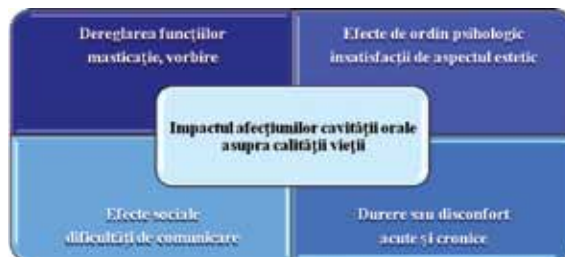 Dereglarea funcțiilor
masticație, vorbire
Efecte de ordin psihologic
insatisfacții de aspectul estetic
Impactul afecțiunilor cavității orale
asupra calității vieții
Efecte sociale
dificultăți de comunicare
Durere sau disconfort
acute și cronice